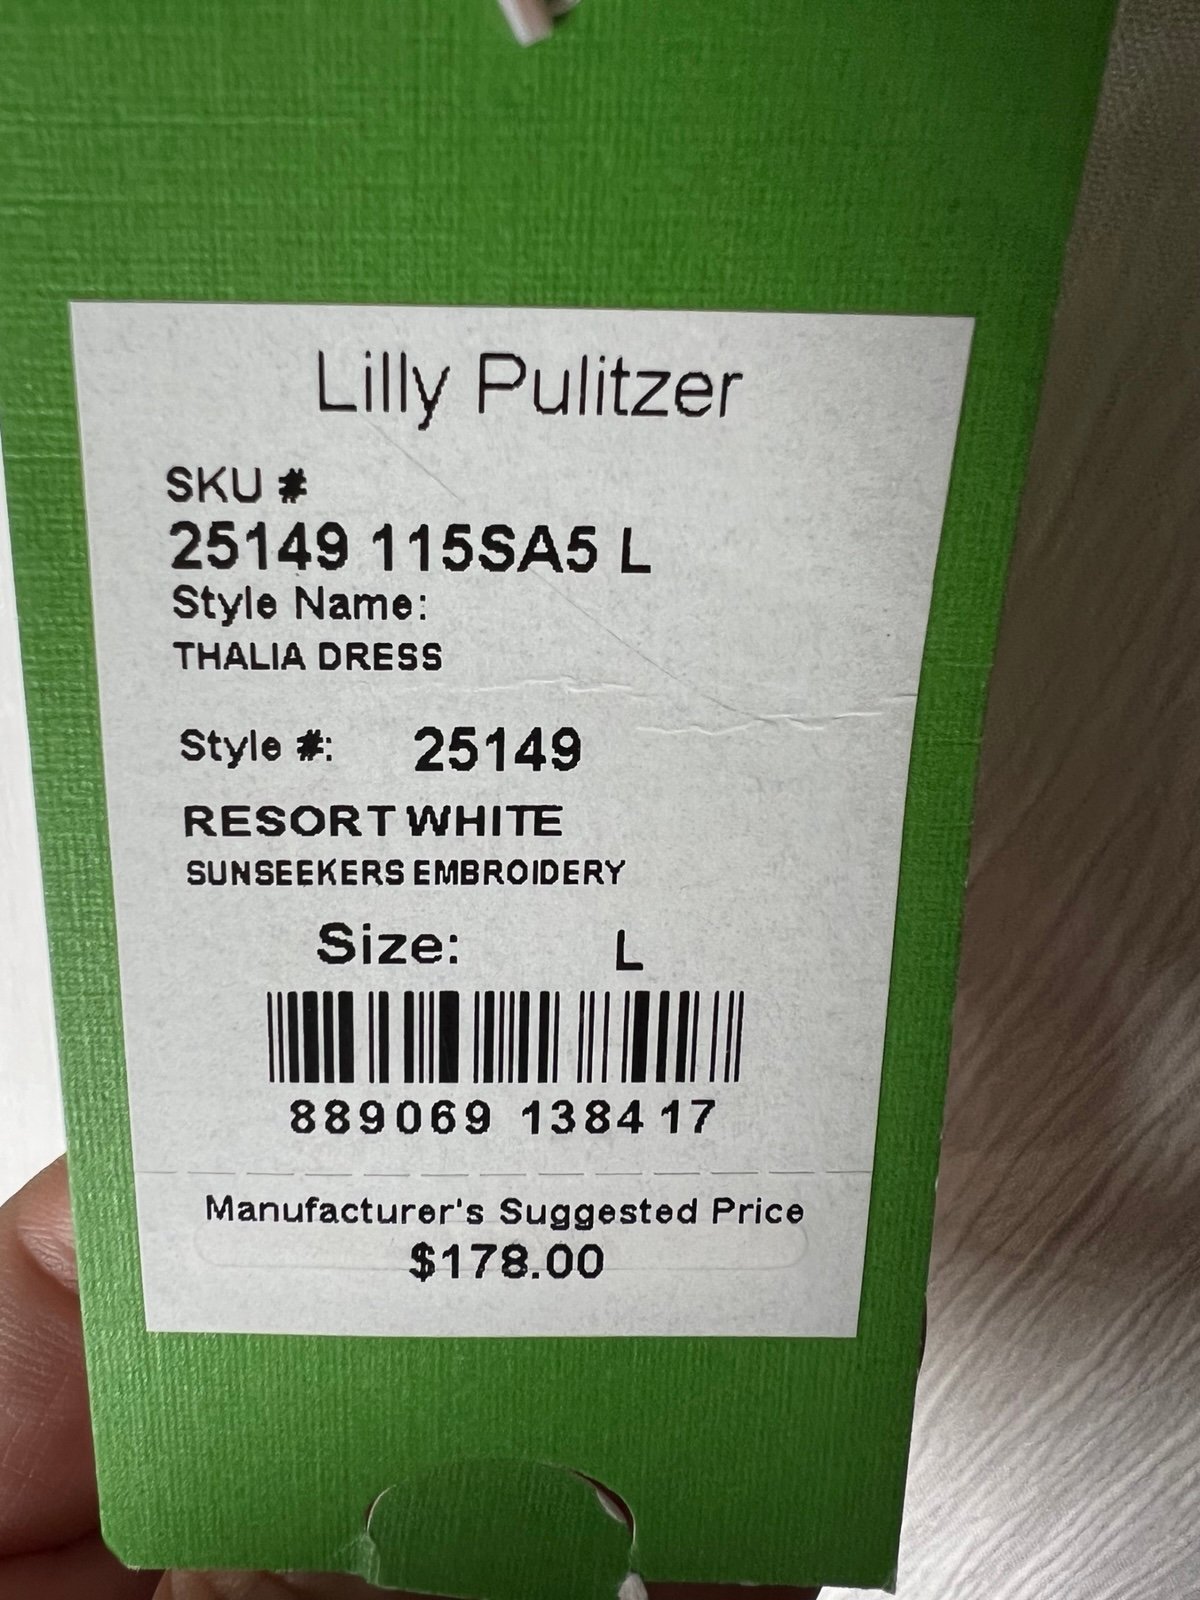 Lilly Pulitzer
SKU #
25149 115SA5 L
Style Name:
THALIA DRESS
Style #: 25149
RESORT WHITE
SUNSEEKERS EMBROIDERY
Size: L
889069 138417
Manufacturer's Suggested Price
$178.00